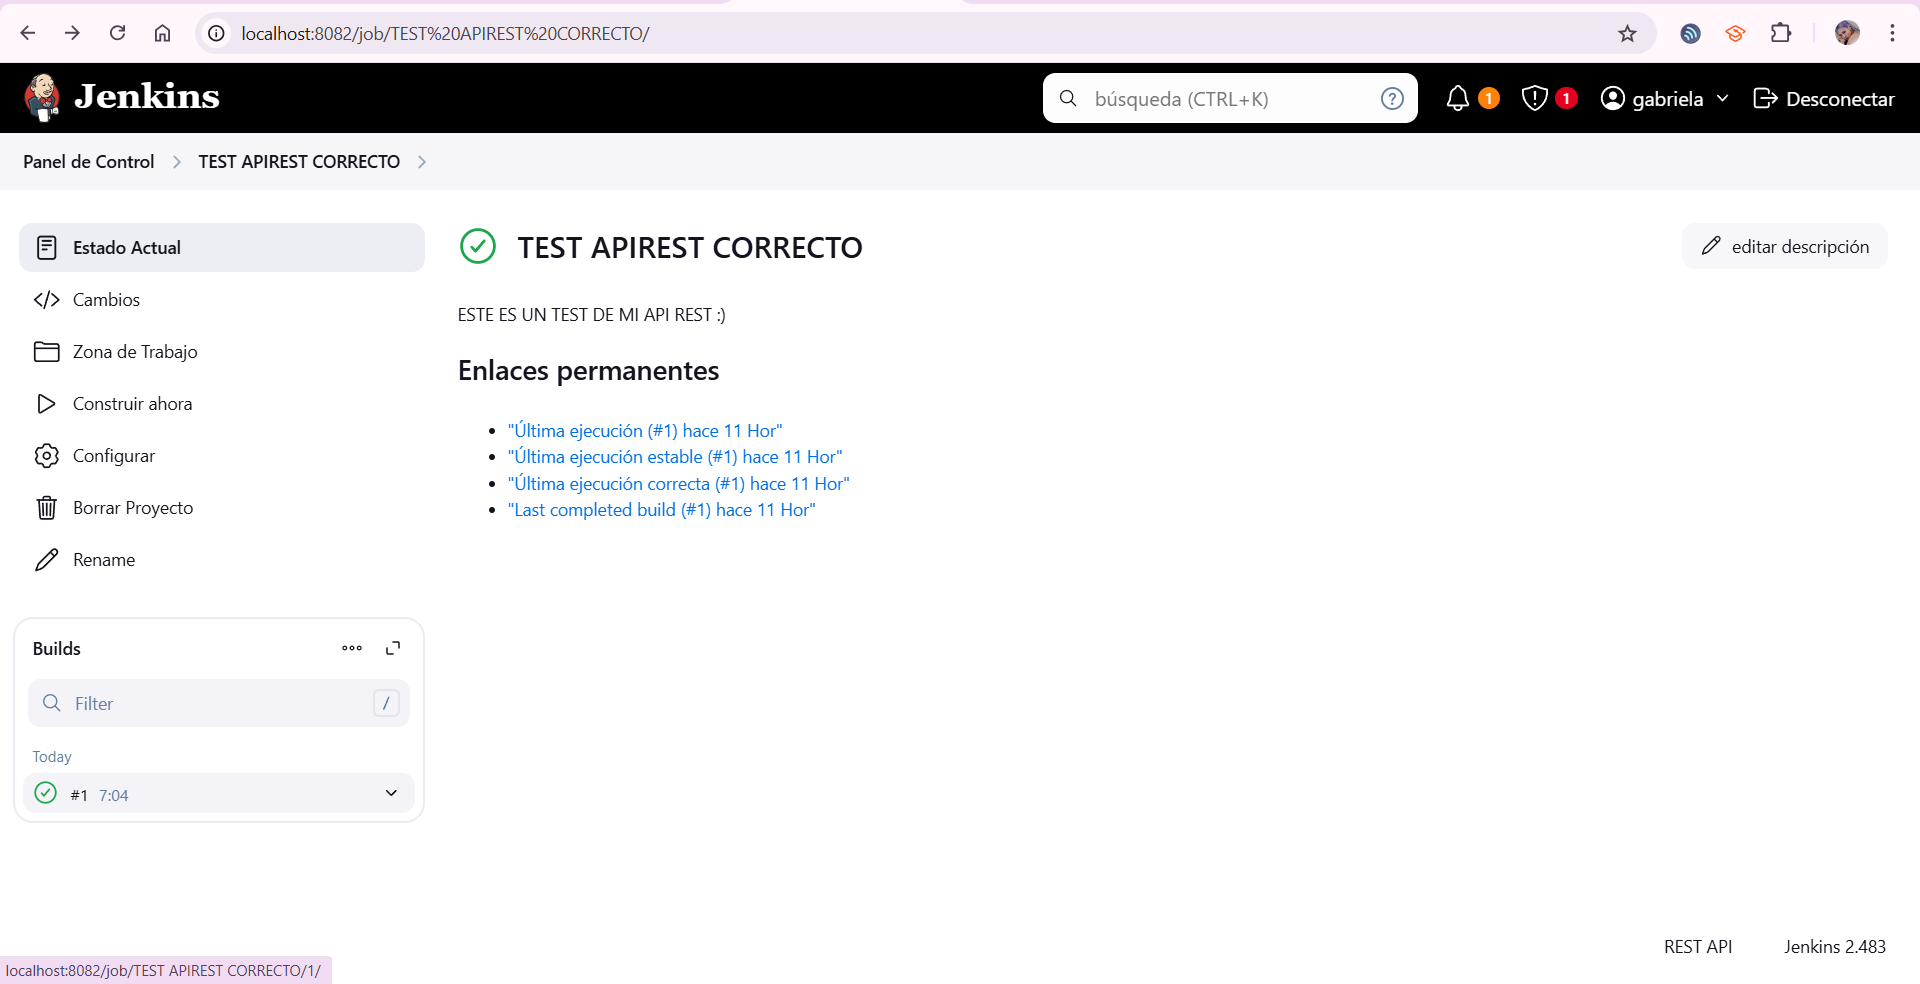 localhost:8082/job/TEST%20APIREST%20CORRECTO/
Jenkins
búsqueda (CTRL+K)
?
1
1
gabriela
Desconectar
Panel de Control
TEST APIREST CORRECTO
Estado Actual
Cambios
Zona de Trabajo
Construir ahora
Configurar
Borrar Proyecto
Rename
TEST APIREST CORRECTO
editar descripción
ESTE ES UN TEST DE MI API REST :)
Enlaces permanentes
"Última ejecución (#1) hace 11 Hor"
"Última ejecución estable (#1) hace 11 Hor"
"Última ejecución correcta (#1) hace 11 Hor"
"Last completed build (#1) hace 11 Hor"
Builds
Filter
/
Today
#1 7:04
REST API
Jenkins 2.483
localhost:8082/job/TEST APIREST CORRECTO/1/